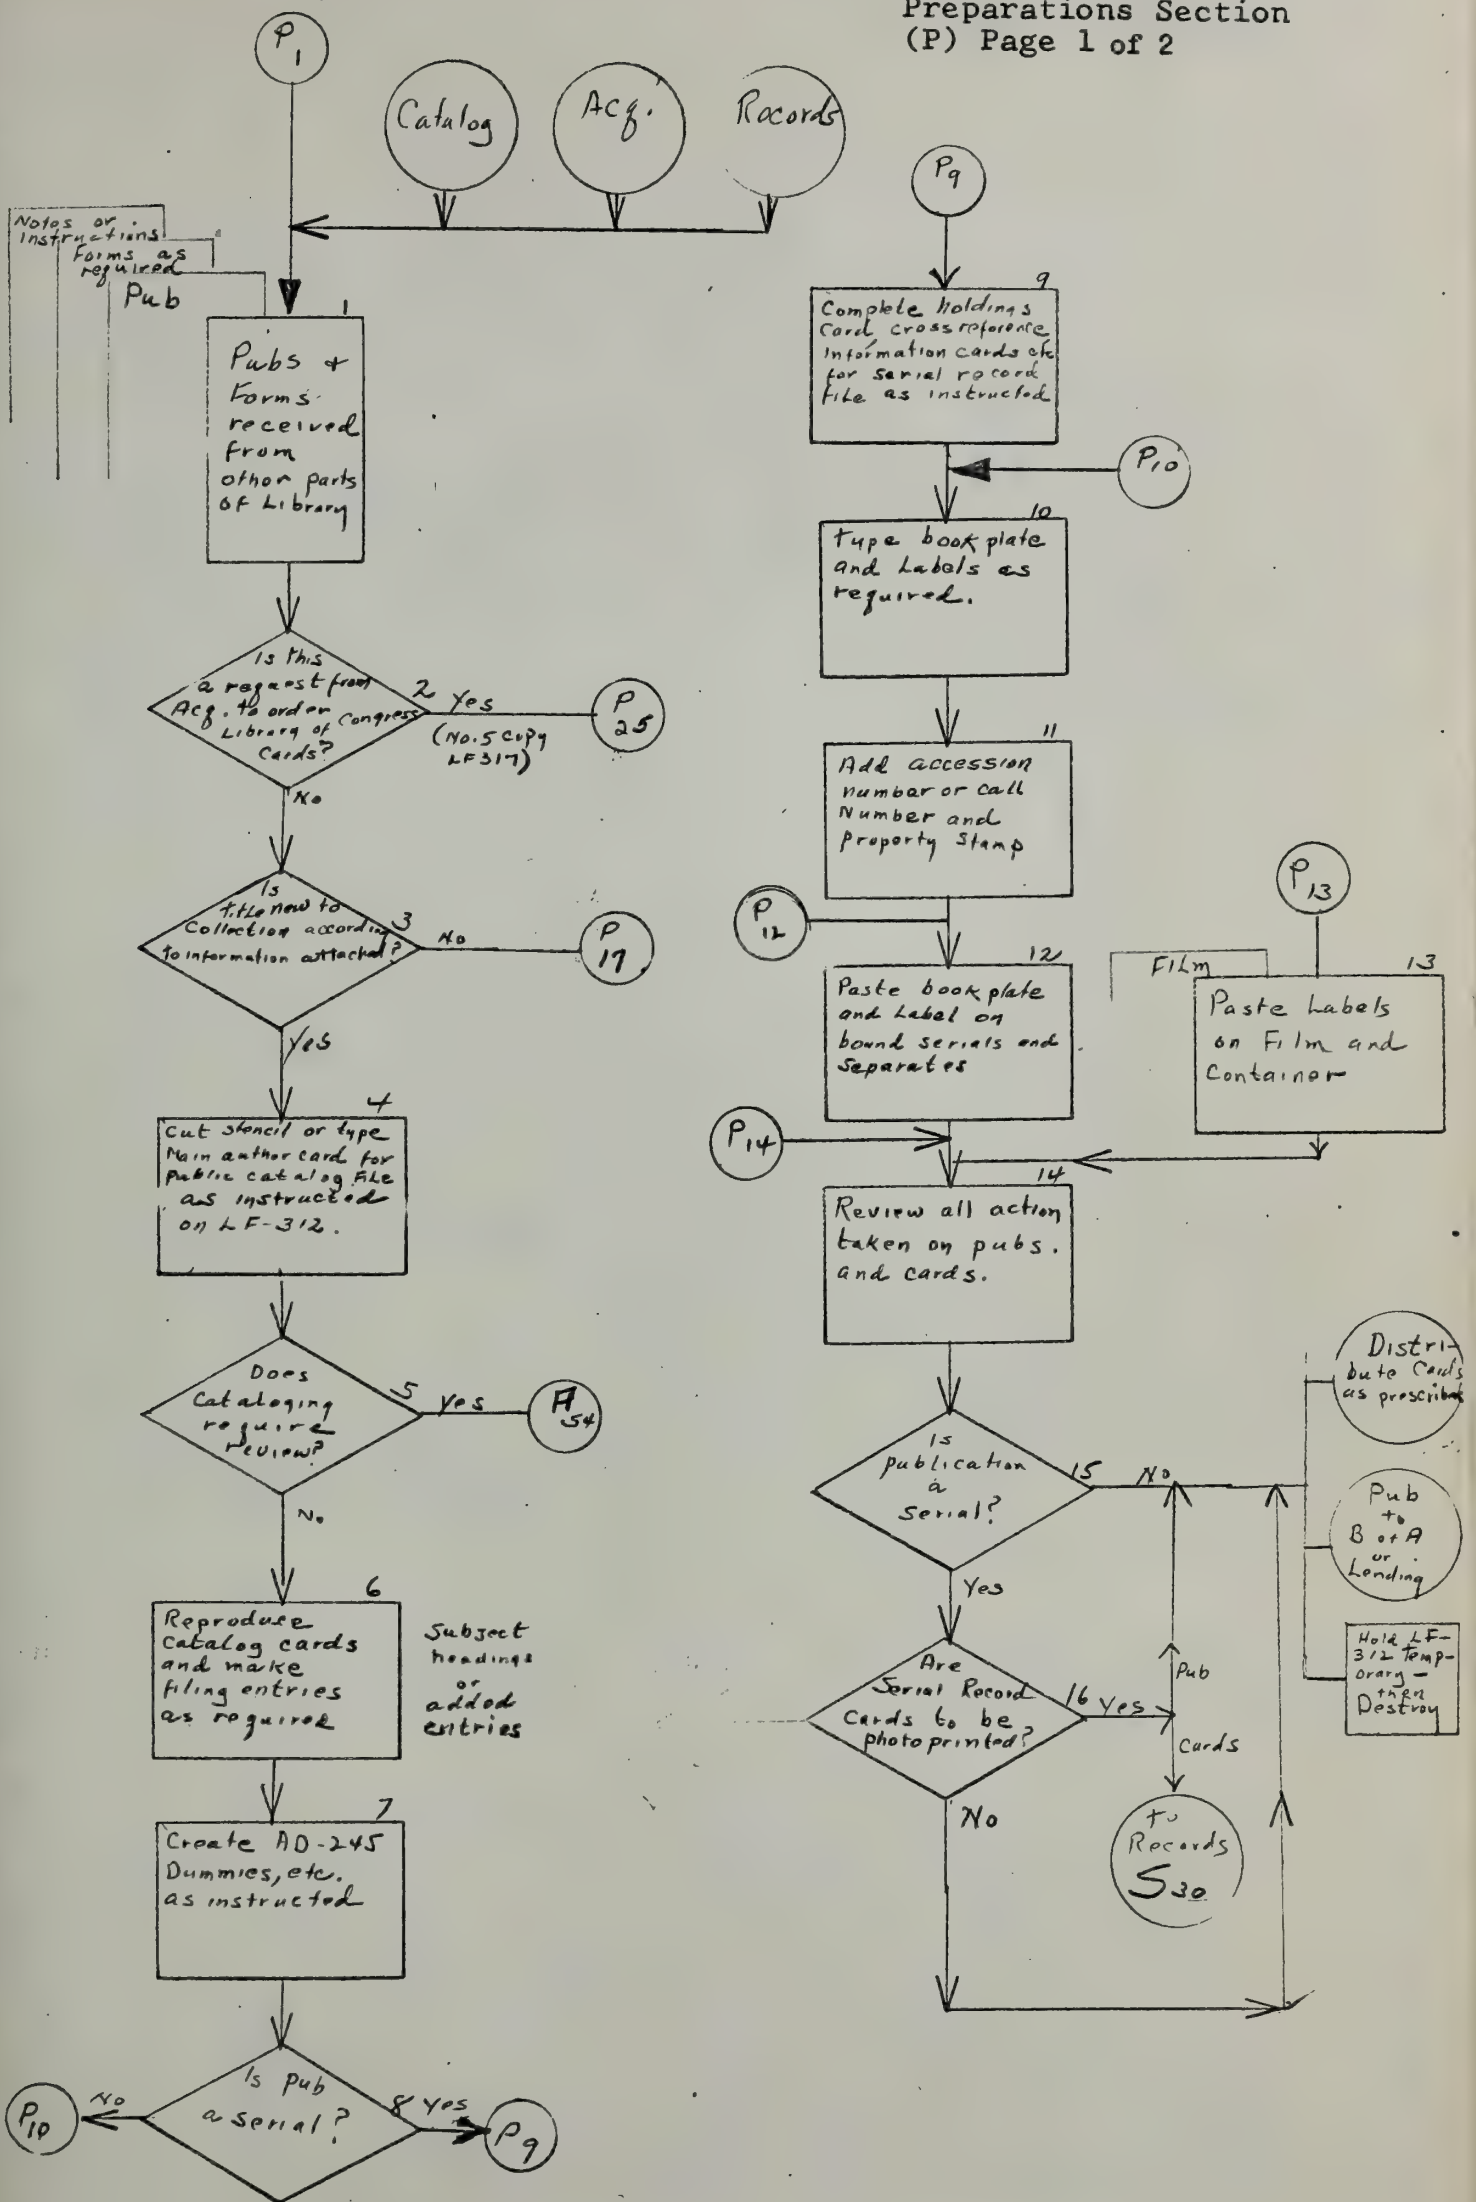 Preparations Section
(P) Page 1 of 2
P1
Catalog
Acq.
Records
Notes or
instructions
Forms as
required
Pub
1
Pubs +
Forms
received
from
other parts
of Library
Is this
a request from
Acq. to order
Library of Congress
Cards?
2
Yes
(No. 5 Copy
LF 317)
P
25
No
Is
title new to
Collection according
to information attached?
3
No
P
17
Yes
4
Cut stencil or type
Main author card for
public catalog file
as instructed
on LF-312.
Does
Cataloging
require
review?
5
Yes
A
54
No
6
Reproduce
Catalog cards
and make
filing entries
as required
Subject
headings
or
added
entries
7
Create AD-245
Dummies, etc.
as instructed
Is pub
a serial?
8
Yes
P9
No
P10
P9
9
Complete holdings
Card, cross reference
Information cards etc
for serial record
file as instructed
P10
10
Type bookplate
and Labels as
required.
11
Add accession
number or call
Number and
Property Stamp
P12
12
Paste bookplate
and Label on
bound serials and
Separates
P13
FILM
13
Paste Labels
on Film and
Container
P14
14
Review all action
taken on pubs.
and cards.
Is
publication
a
Serial?
15
No
Yes
Are
Serial Record
Cards to be
photoprinted?
16
Yes
Pub
Cards
to
Records
S30
No
Distri-
bute Cards
as prescribed
Pub
to
B of A
or
Lending
Hold LF-
312 Temp-
orary -
then
Destroy